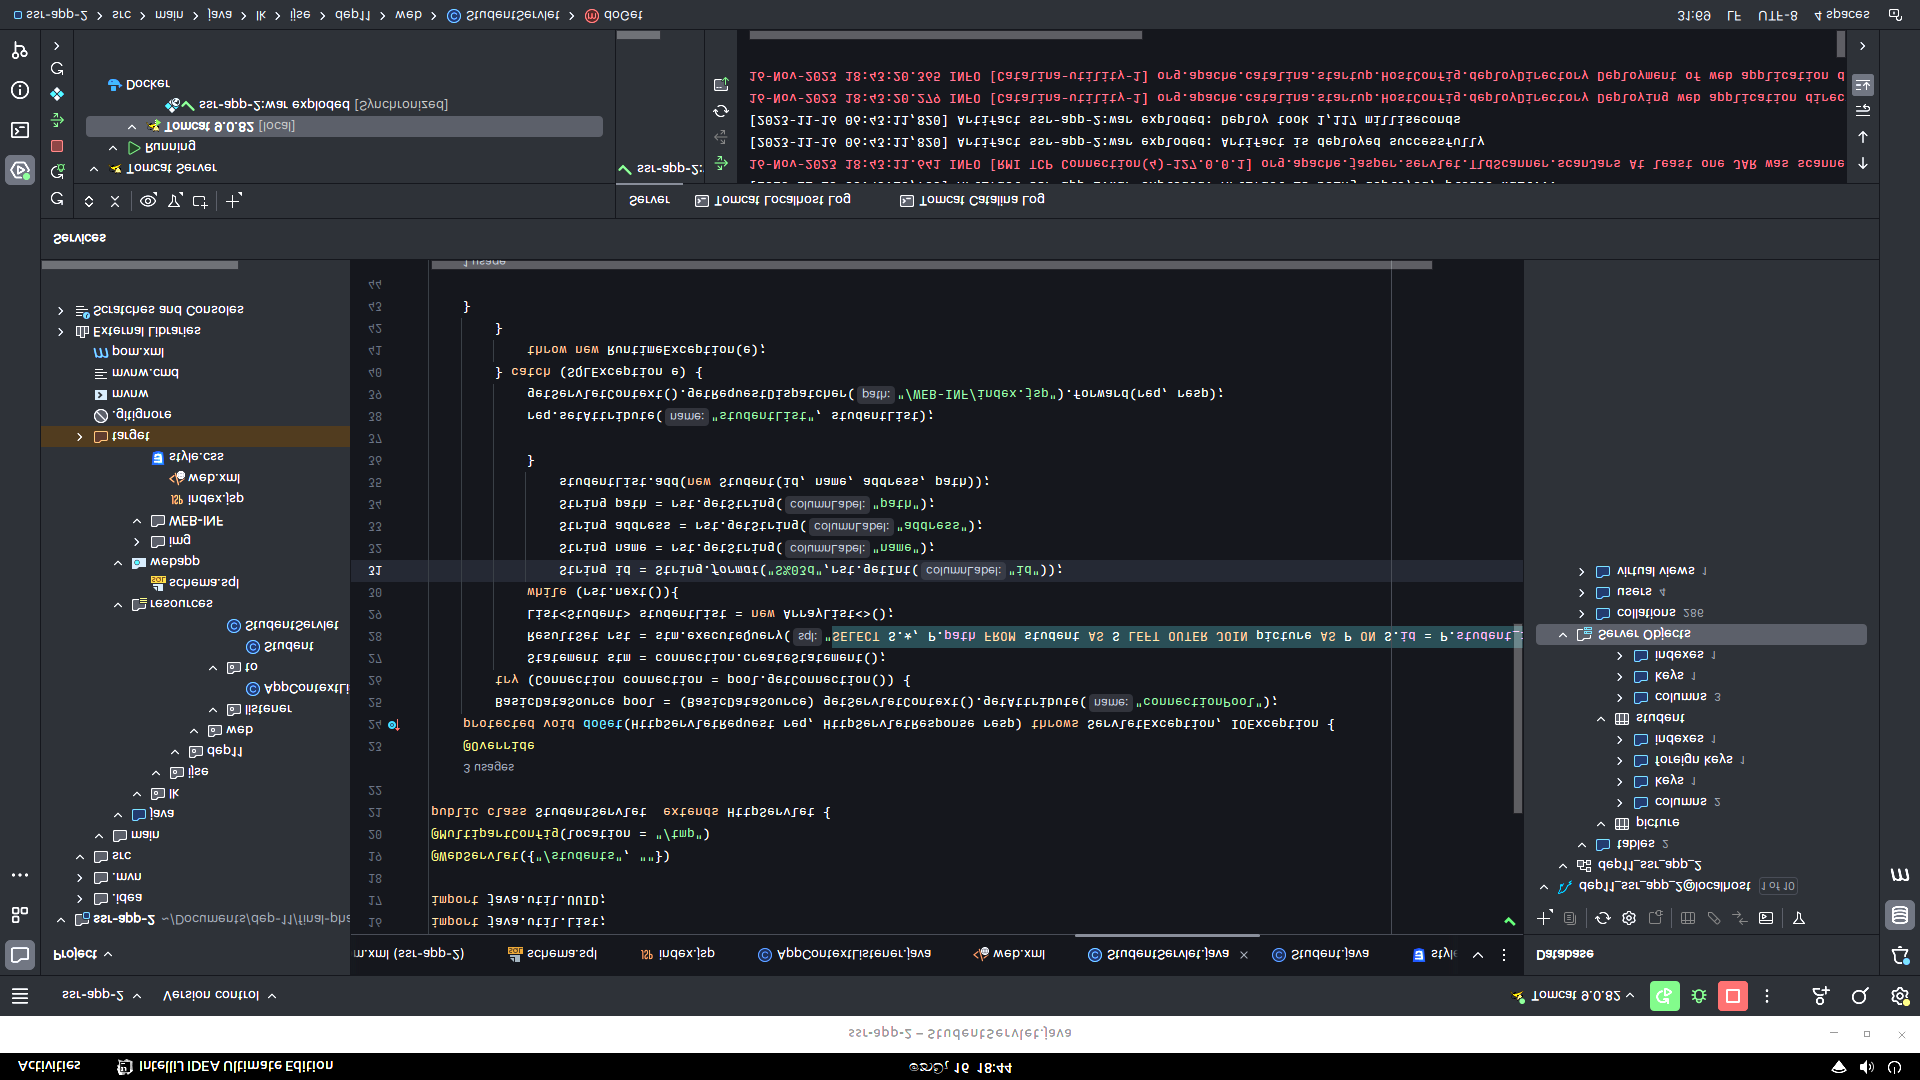 Activities
IntelliJ IDEA Ultimate Edition
16 18:44
ssr-app-2 – StudentServlet.java
ssr-app-2
Version control
Tomcat 9.0.82
Project
m.xml (ssr-app-2)
schema.sql
index.jsp
AppContextListener.java
web.xml
StudentServlet.java
Student.java
Database
ssr-app-2 ~/Documents/dep-11/final-pha
.idea
.mvn
src
main
java
lk
ijse
dep11
web
listener
AppContextLi
to
Student
StudentServlet
resources
schema.sql
webapp
img
WEB-INF
index.jsp
web.xml
style.css
target
.gitignore
mvnw
mvnw.cmd
pom.xml
External Libraries
Scratches and Consoles
16 import java.util.List;
17 import java.util.UUID;
18
19 @WebServlet({"/students", ""})
20 @MultipartConfig(location = "/tmp")
21 public class StudentServlet extends HttpServlet {
22
3 usages
23 @Override
24 protected void doGet(HttpServletRequest req, HttpServletResponse resp) throws ServletException, IOException {
25 BasicDataSource pool = (BasicDataSource) getServletContext().getAttribute( name: "connectionPool");
26 try (Connection connection = pool.getConnection()) {
27 Statement stm = connection.createStatement();
28 ResultSet rst = stm.executeQuery( sql: "SELECT S.*, P.path FROM student AS S LEFT OUTER JOIN picture AS P ON S.id = P.student_
29 List<Student> studentList = new ArrayList<>();
30 while (rst.next()){
31 String id = String.format("S%03d",rst.getInt( columnLabel: "id"));
32 String name = rst.getString( columnLabel: "name");
33 String address = rst.getString( columnLabel: "address");
34 String path = rst.getString( columnLabel: "path");
35 studentList.add(new Student(id, name, address, path));
36 }
37
38 req.setAttribute( name: "studentList", studentList);
39 getServletContext().getRequestDispatcher( path: "/WEB-INF/index.jsp").forward(req, resp);
40 } catch (SQLException e) {
41 throw new RuntimeException(e);
42 }
43 }
44
1 usage
dep11_ssr_app_2@localhost 1 of 10
dep11_ssr_app_2
tables 2
picture
columns 2
keys 1
foreign keys 1
indexes 1
student
columns 3
keys 1
indexes 1
Server Objects
collations 286
users 4
virtual views 1
Services
Tomcat Server
Running
Tomcat 9.0.82 [local]
ssr-app-2:war exploded [Synchronized]
Docker
Server
Tomcat Localhost Log
Tomcat Catalina Log
ssr-app-2:
16-Nov-2023 18:43:11.641 INFO [RMI TCP Connection(4)-127.0.0.1] org.apache.jasper.servlet.TldScanner.scanJars At least one JAR was scanne
[2023-11-16 06:43:11,820] Artifact ssr-app-2:war exploded: Artifact is deployed successfully
[2023-11-16 06:43:11,820] Artifact ssr-app-2:war exploded: Deploy took 1,117 milliseconds
16-Nov-2023 18:43:20.279 INFO [Catalina-utility-1] org.apache.catalina.startup.HostConfig.deployDirectory Deploying web application direc
16-Nov-2023 18:43:20.365 INFO [Catalina-utility-1] org.apache.catalina.startup.HostConfig.deployDirectory Deployment of web application d
ssr-app-2 > src > main > java > lk > ijse > dep11 > web > StudentServlet > doGet
31:69 LF UTF-8 4 spaces